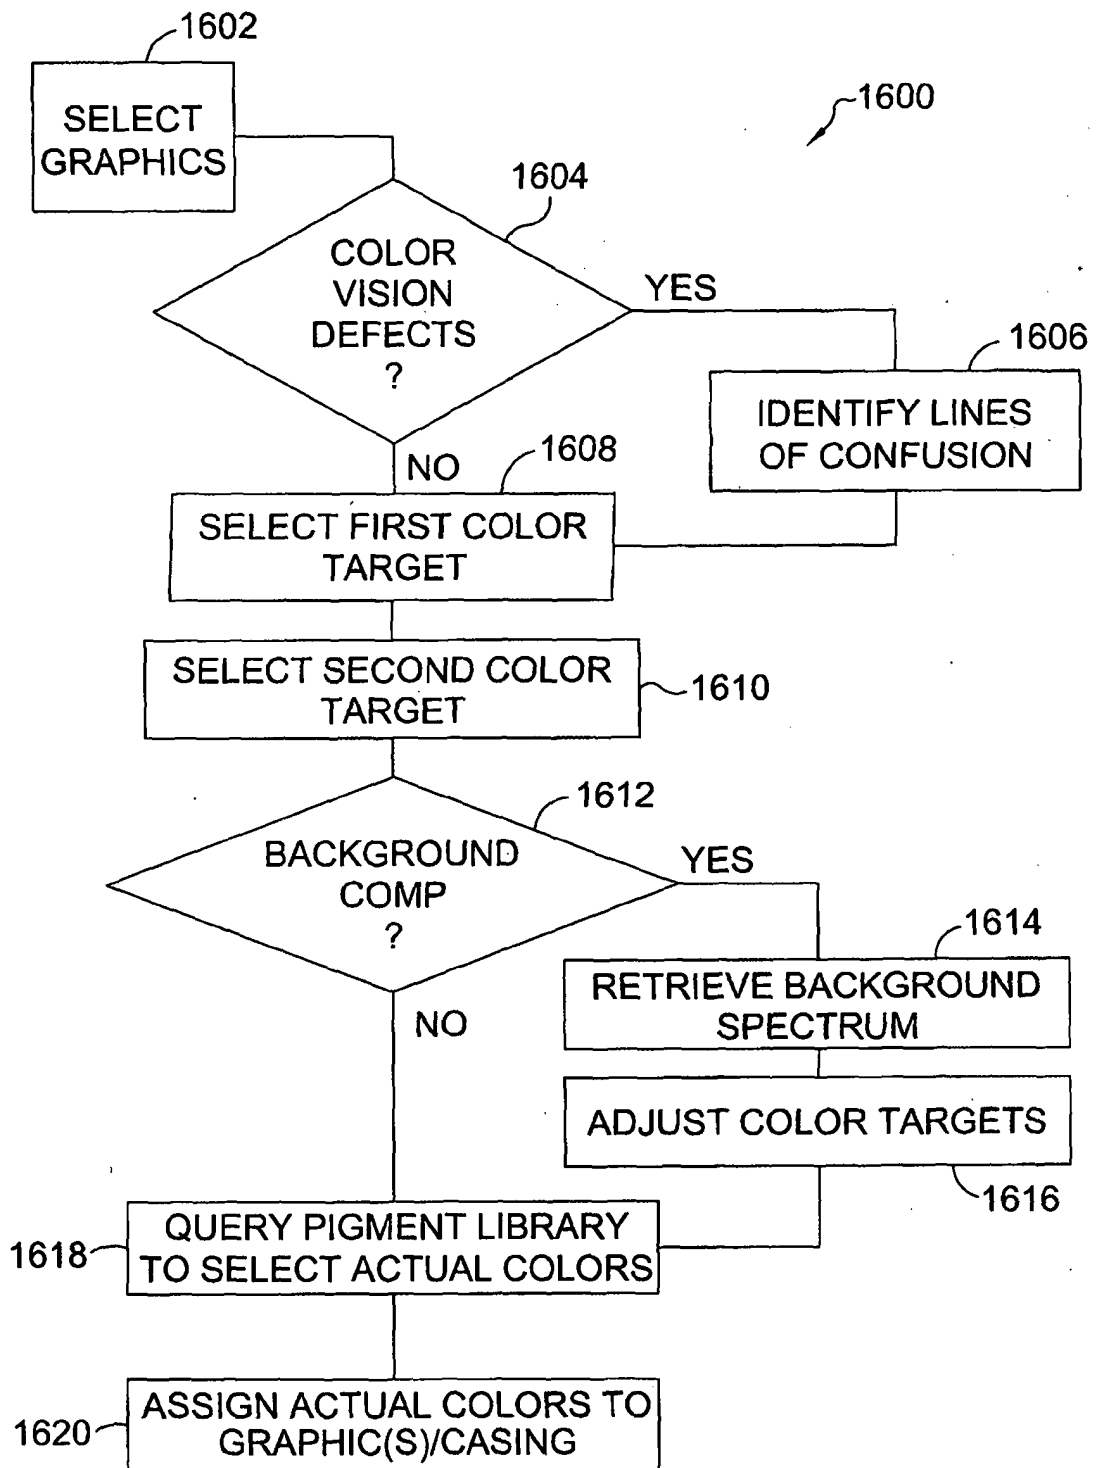 1602
SELECT
GRAPHICS
1600
1604
COLOR
VISION
DEFECTS
?
YES
1606
IDENTIFY LINES
OF CONFUSION
NO
1608
SELECT FIRST COLOR
TARGET
SELECT SECOND COLOR
TARGET
1610
1612
BACKGROUND
COMP
?
YES
1614
RETRIEVE BACKGROUND
SPECTRUM
NO
ADJUST COLOR TARGETS
1616
1618
QUERY PIGMENT LIBRARY
TO SELECT ACTUAL COLORS
1620
ASSIGN ACTUAL COLORS TO
GRAPHIC(S)/CASING